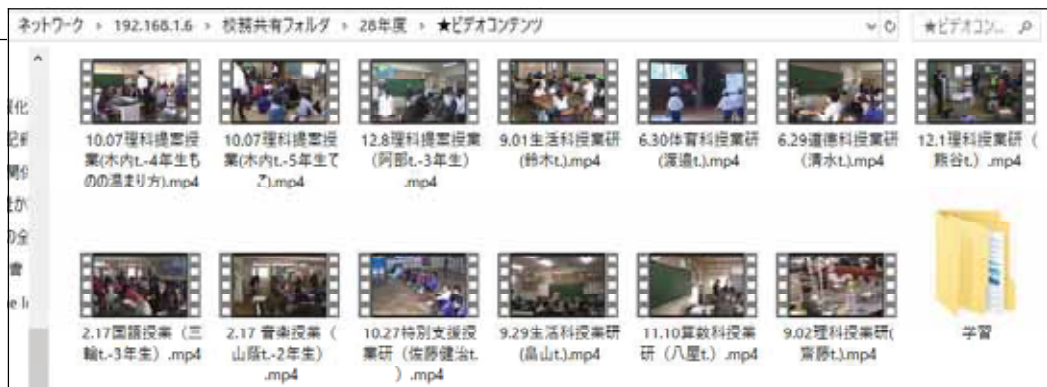 ネットワーク › 192.168.1.6 › 校務共有フォルダ › 28年度 › ★ビデオコンテンツ
★ビデオコン...
10.07理科提案授
業(木内t.-4年生も
のの温まり方).mp4
10.07理科提案授
業(木内t.-5年生て
こ).mp4
12.8理科提案授業
(阿部t.-3年生)
.mp4
9.01生活科授業研
(鈴木t.).mp4
6.30体育科授業研
(渡邉t.).mp4
6.29道徳科授業研
(清水t.).mp4
12.1理科授業研（
熊谷t.）.mp4
2.17国語授業（三
輪t.-3年生）.mp4
2.17 音楽授業（
山蔭t.-2年生）
.mp4
10.27特別支援授
業研（佐藤健治t.
）.mp4
9.29生活科授業研
(畠山t.).mp4
11.10算数科授業
研（八屋t.）.mp4
9.02理科授業研(
齋藤t.).mp4
学習